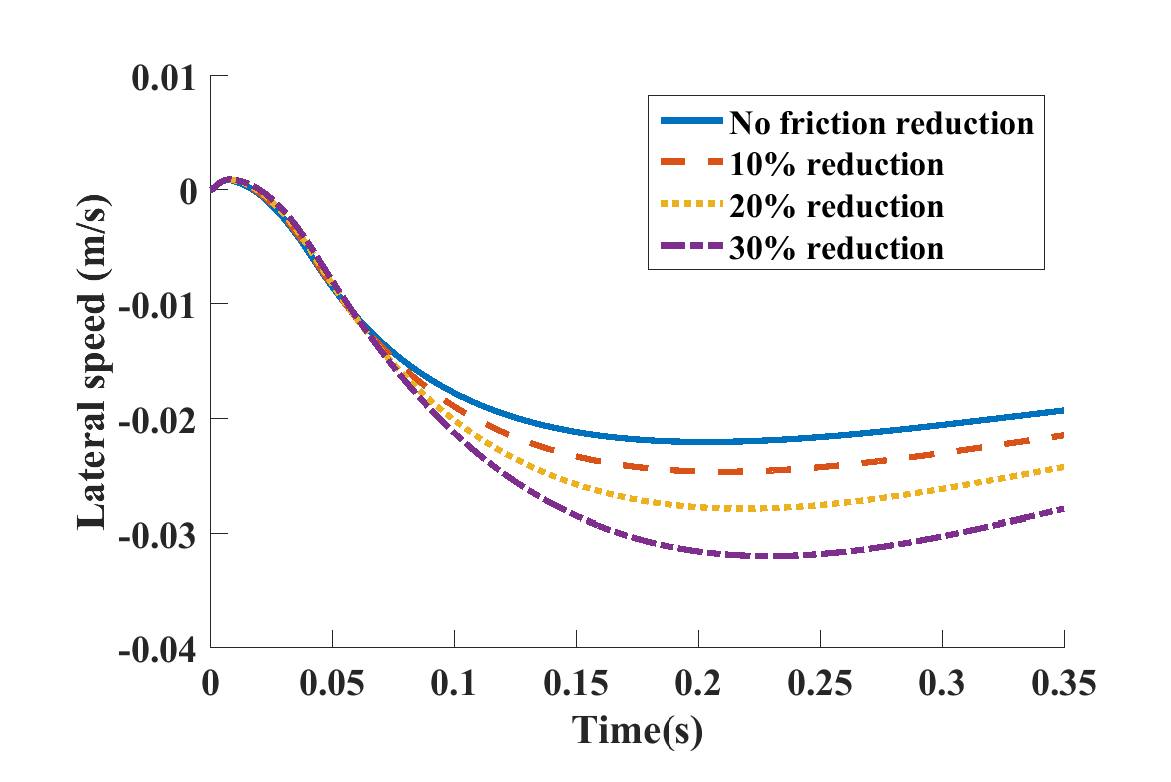 0.01
0
-0.01
-0.02
-0.03
-0.04
Lateral speed (m/s)
No friction reduction
10% reduction
20% reduction
30% reduction
0 0.05 0.1 0.15 0.2 0.25 0.3 0.35
Time(s)